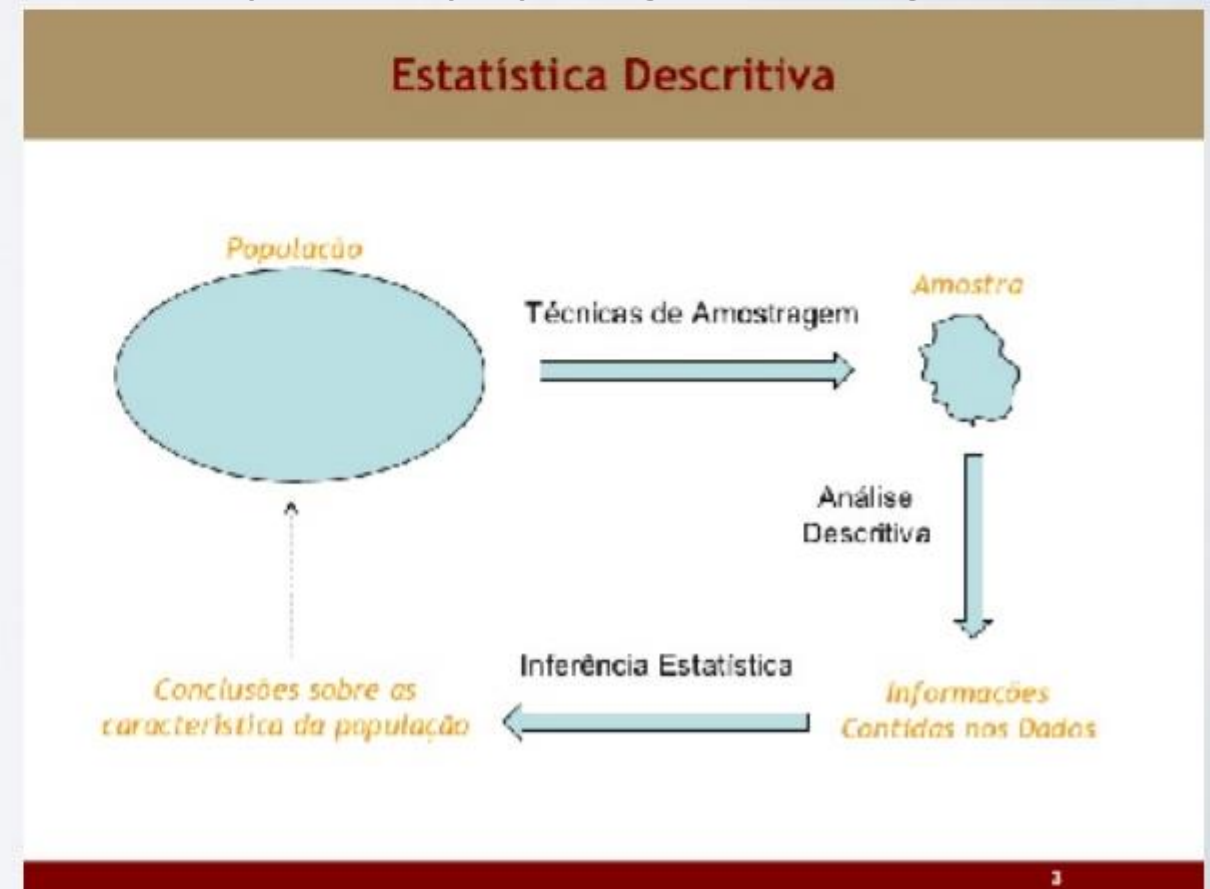 Estatística Descritiva
População
Técnicas de Amostragem
Amostra
Análise
Descritiva
Inferência Estatística
Informações
Contidas nos Dados
Conclusões sobre as
característica da população
3